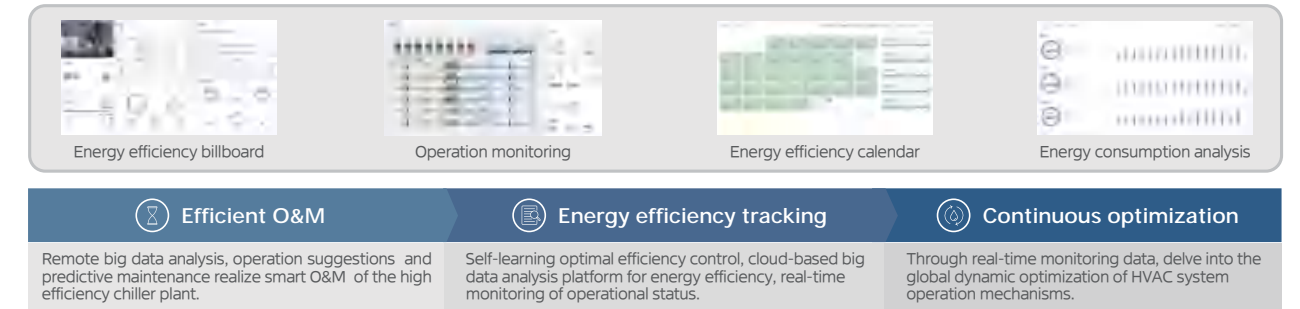 Energy efficiency billboard
Operation monitoring
Energy efficiency calendar
Energy consumption analysis
Efficient O&M
Energy efficiency tracking
Continuous optimization
Remote big data analysis, operation suggestions and
predictive maintenance realize smart O&M of the high
efficiency chiller plant.
Self-learning optimal efficiency control, cloud-based big
data analysis platform for energy efficiency, real-time
monitoring of operational status.
Through real-time monitoring data, delve into the
global dynamic optimization of HVAC system
operation mechanisms.